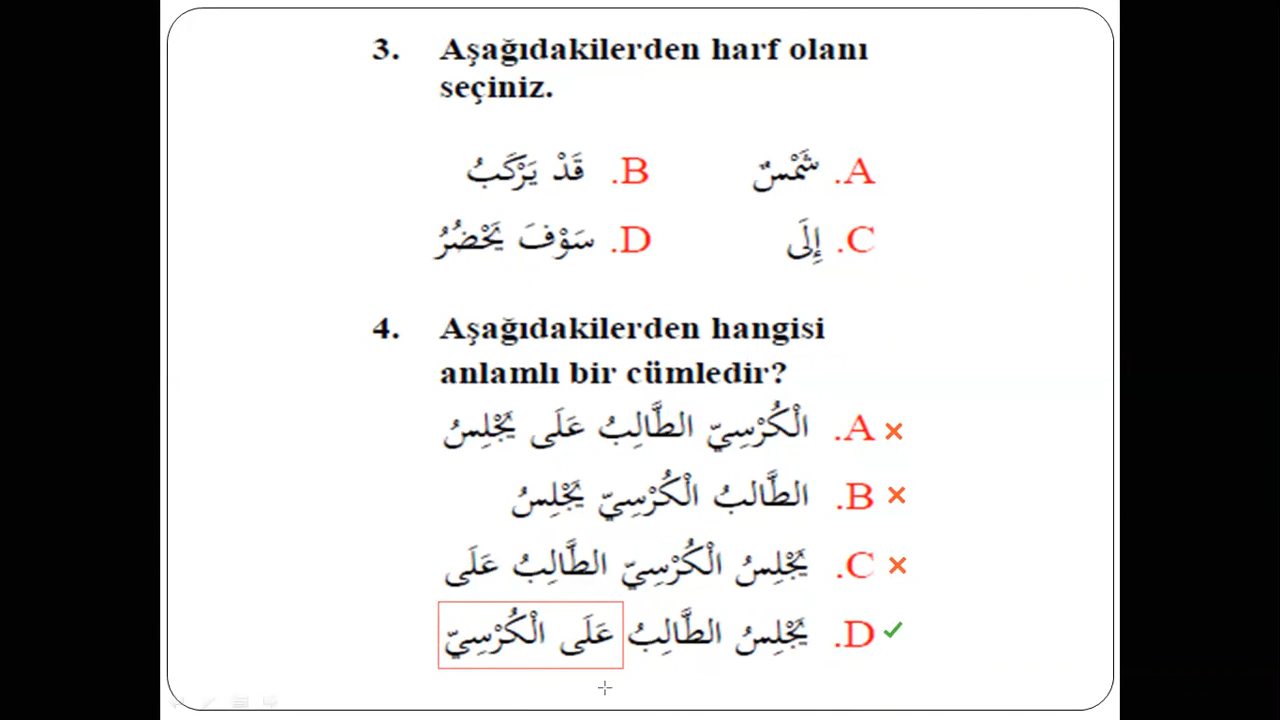 3. Aşağıdakilerden harf olanı
seçiniz.
A. شَمْسٌ B. قَدْ يَرْكَبُ
C. إِلَى D. سَوْفَ يَحْضُرُ
4. Aşağıdakilerden hangisi
anlamlı bir cümledir?
A. الْكُرْسِيّ الطَّالِبُ عَلَى يَجْلِسُ
B. الطَّالبُ الْكُرْسِيّ يَجْلِسُ
C. يَجْلِسُ الْكُرْسِيّ الطَّالِبُ عَلَى
D. يَجْلِسُ الطَّالِبُ عَلَى الْكُرْسِيّ